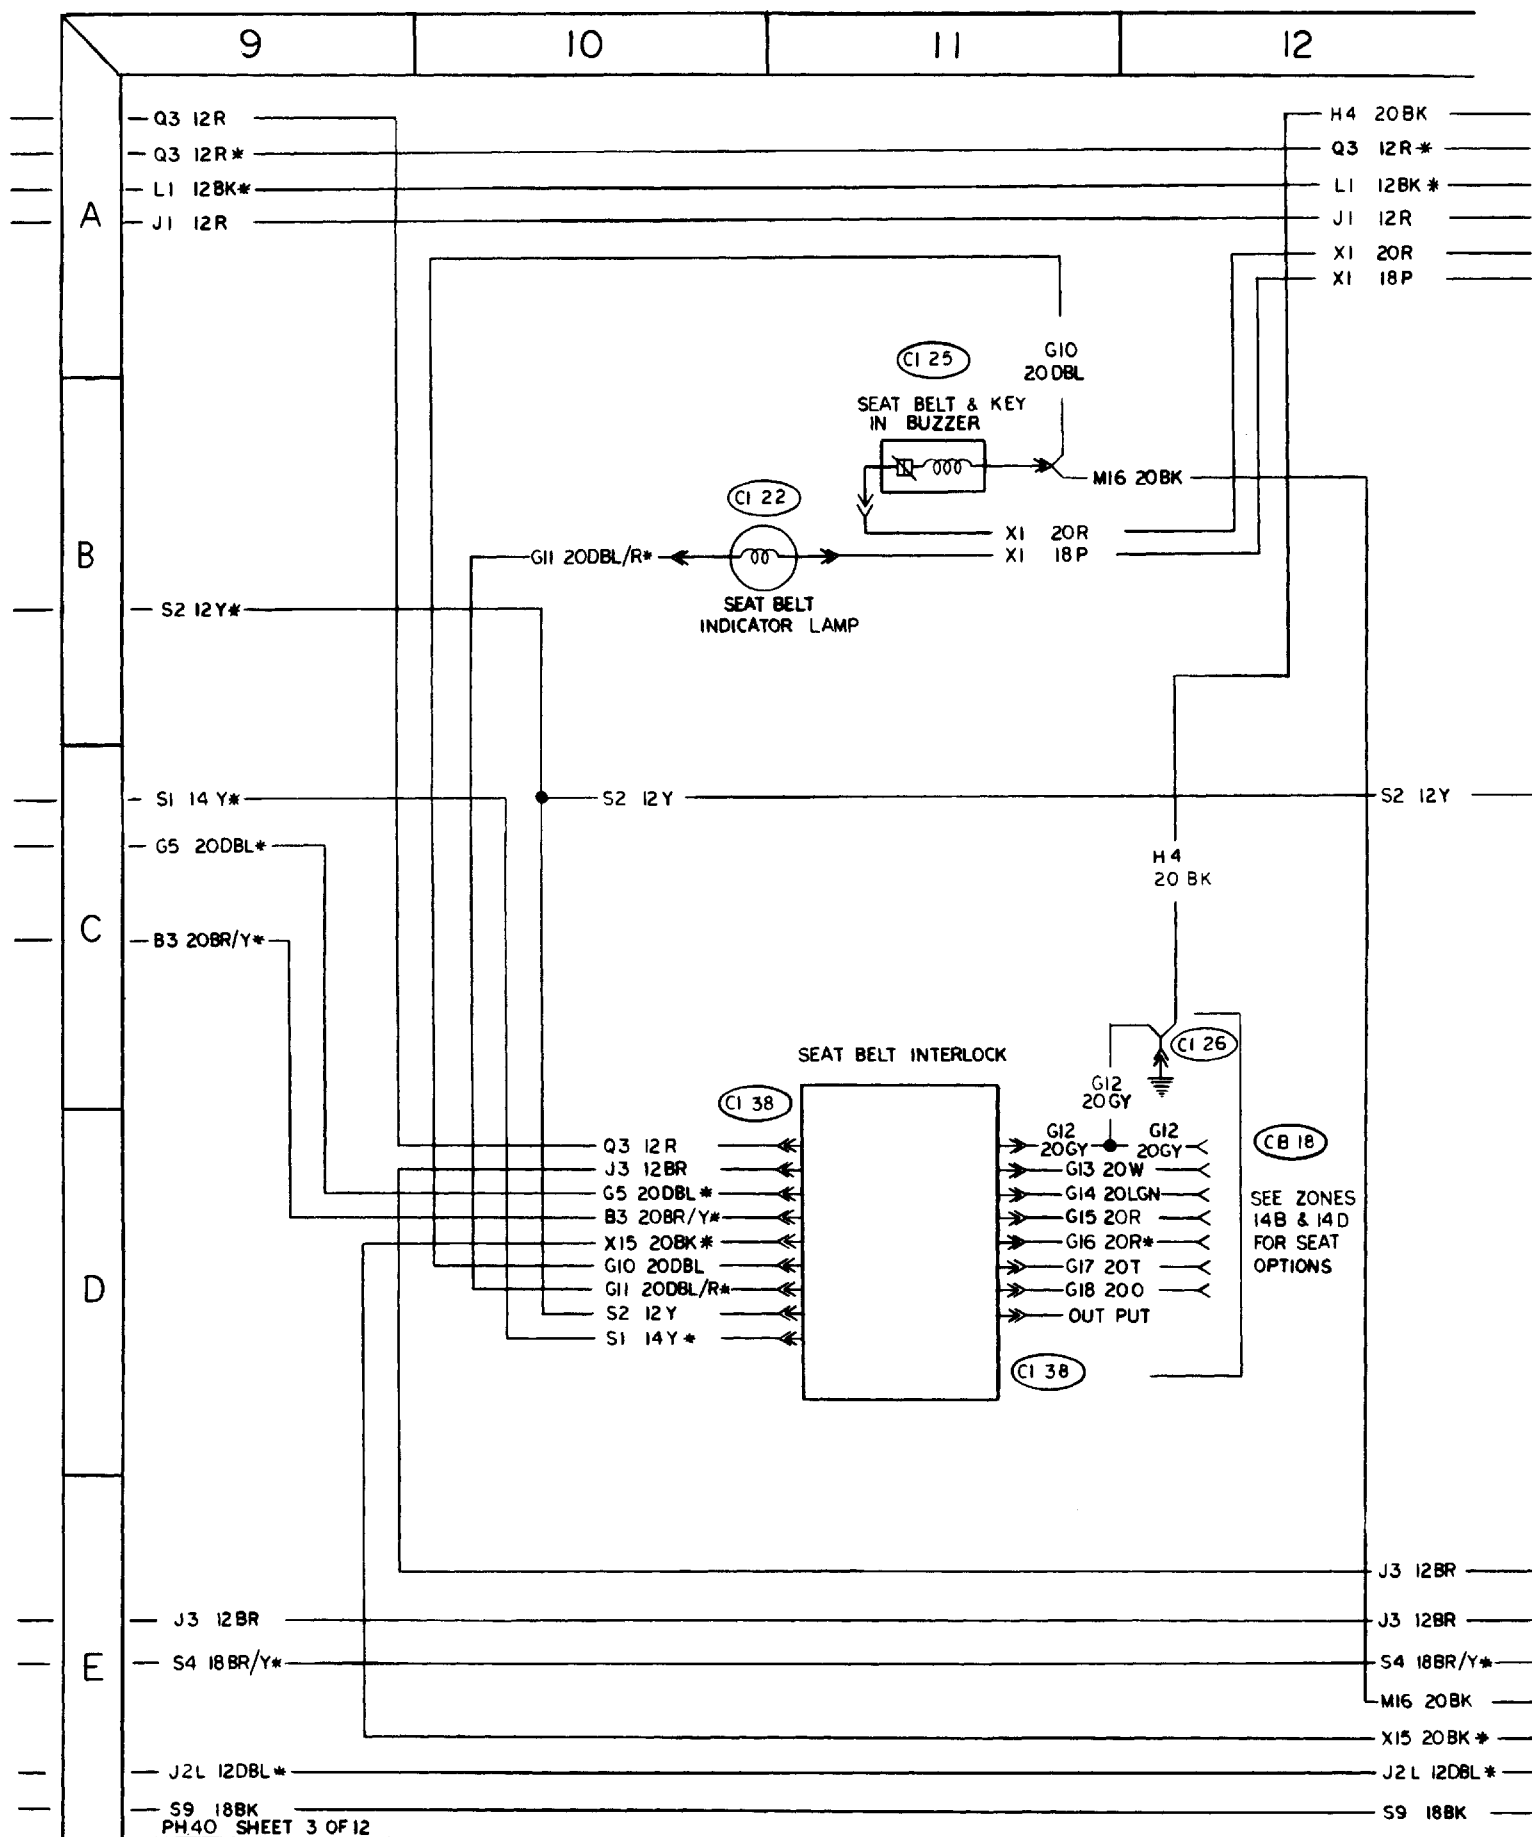 9 10 11 12
A
Q3 12R
H4 20BK
Q3 12R*
Q3 12R*
L1 12BK*
L1 12BK*
J1 12R
J1 12R
X1 20R
X1 18P
C1 25
G10
20DBL
SEAT BELT & KEY
IN BUZZER
M16 20BK
B
C1 22
X1 20R
G11 20DBL/R*
X1 18P
SEAT BELT
INDICATOR LAMP
S2 12Y*
C
S1 14Y*
S2 12Y
S2 12Y
G5 20DBL*
H4
20 BK
B3 20BR/Y*
C1 26
SEAT BELT INTERLOCK
G12
20GY
D
C1 38
Q3 12R
J3 12BR
G5 20DBL*
B3 20BR/Y*
X15 20BK*
G10 20DBL
G11 20DBL/R*
S2 12Y
S1 14Y*
G12
20GY
G12
20GY
G13 20W
G14 20LGN
G15 20R
G16 20R*
G17 20T
G18 20O
OUT PUT
C1 38
CB 18
SEE ZONES
14B & 14D
FOR SEAT
OPTIONS
E
J3 12BR
J3 12BR
J3 12BR
S4 18BR/Y*
S4 18BR/Y*
M16 20BK
X15 20BK*
J2L 12DBL*
J2L 12DBL*
S9 18BK
S9 18BK
PH.40 SHEET 3 OF 12